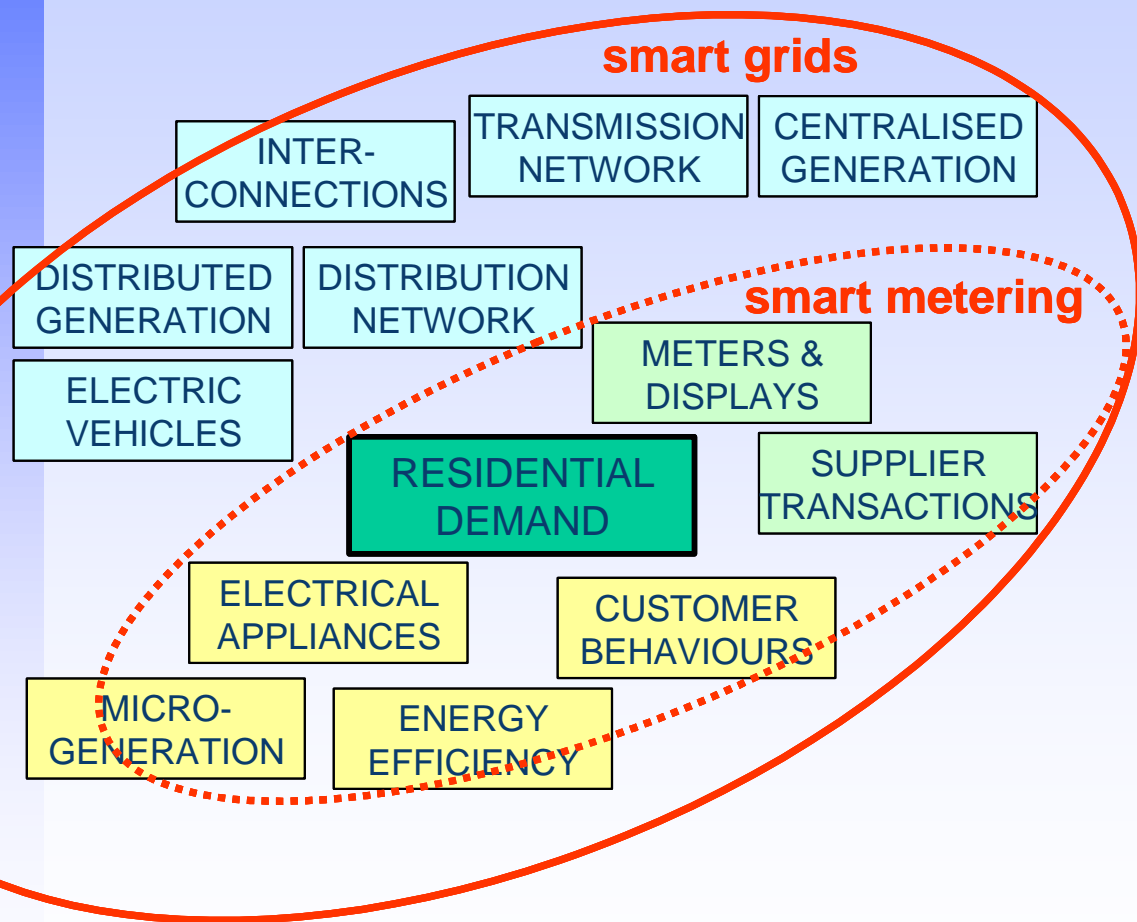 smart grids
INTER-
CONNECTIONS
TRANSMISSION
NETWORK
CENTRALISED
GENERATION
DISTRIBUTED
GENERATION
DISTRIBUTION
NETWORK
smart metering
ELECTRIC
VEHICLES
METERS &
DISPLAYS
RESIDENTIAL
DEMAND
SUPPLIER
TRANSACTIONS
ELECTRICAL
APPLIANCES
CUSTOMER
BEHAVIOURS
MICRO-
GENERATION
ENERGY
EFFICIENCY